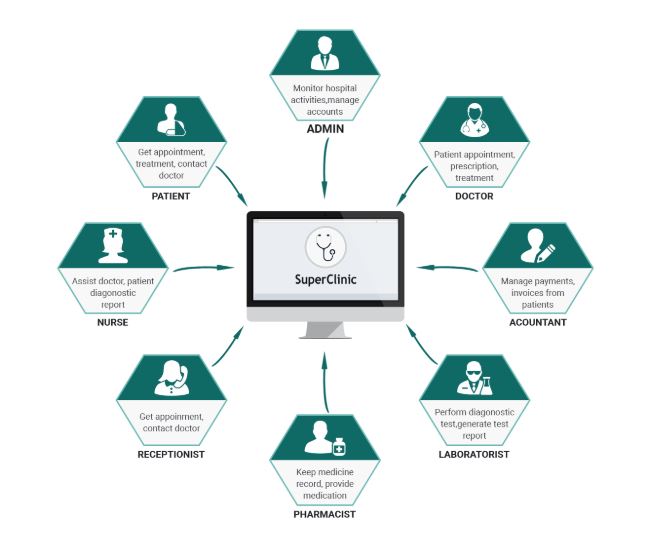 Monitor hospital
activities,manage
accounts
ADMIN
Get appointment,
treatment, contact
doctor
PATIENT
Patient appointment,
prescription,
treatment
DOCTOR
SuperClinic
Assist doctor, patient
diagonostic
report
NURSE
Manage payments,
invoices from
patients
ACOUNTANT
Get appoinment,
contact doctor
RECEPTIONIST
Perform diagonostic
test,generate test
report
LABORATORIST
Keep medicine
record, provide
medication
PHARMACIST